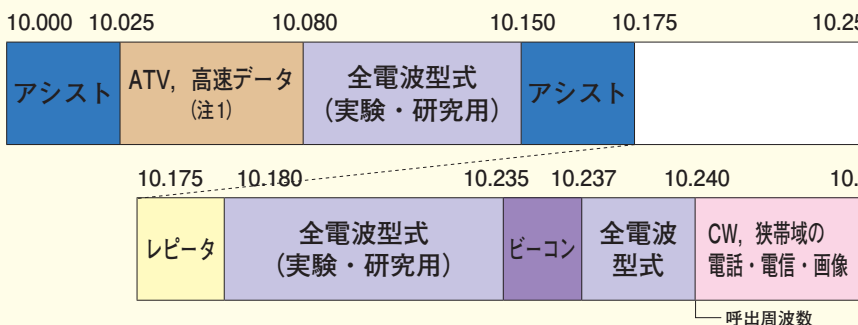 10.000 10.025 10.080 10.150 10.175 10.25
アシスト
ATV，高速データ
（注1）
全電波型式
（実験・研究用）
アシスト
10.175 10.180 10.235 10.237 10.240 10.
レピータ
全電波型式
（実験・研究用）
ビーコン
全電波
型式
CW，狭帯域の
電話・電信・画像
呼出周波数